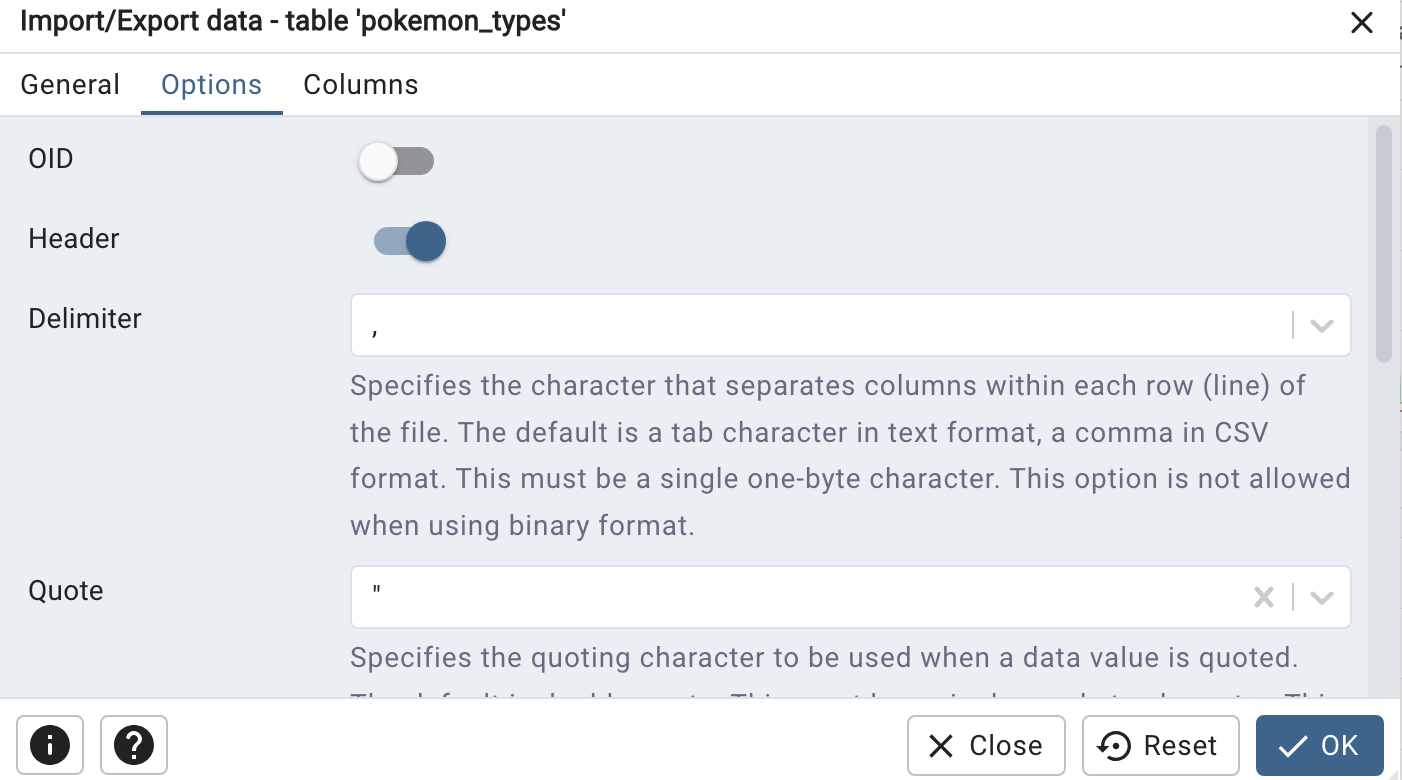 Import/Export data - table 'pokemon_types'
General Options Columns
OID
Header
Delimiter
,
Specifies the character that separates columns within each row (line) of
the file. The default is a tab character in text format, a comma in CSV
format. This must be a single one-byte character. This option is not allowed
when using binary format.
Quote
"
Specifies the quoting character to be used when a data value is quoted.
Close Reset OK